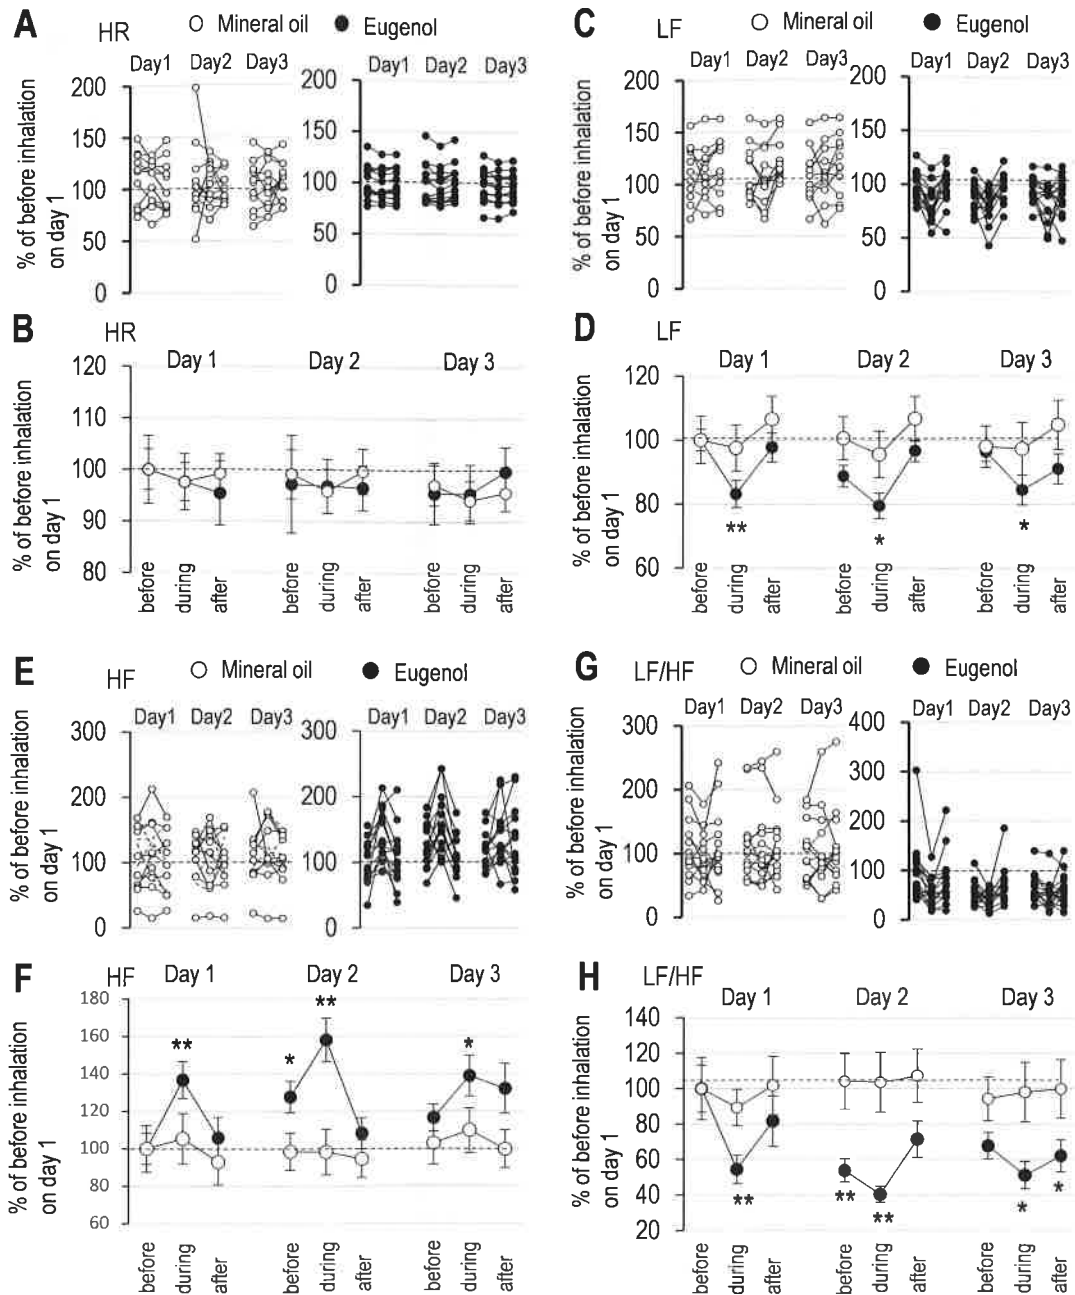 A HR ○ Mineral oil ● Eugenol
Day1 Day2 Day3
200
150
100
50
0
% of before inhalation
on day 1
Day1 Day2 Day3
200
150
100
50
0
B HR
Day 1 Day 2 Day 3
120
110
100
90
80
% of before inhalation
on day 1
before during after before during after before during after
C LF ○ Mineral oil ● Eugenol
Day1 Day2 Day3
200
150
100
50
0
% of before inhalation
on day 1
Day1 Day2 Day3
200
150
100
50
0
D LF
Day 1 Day 2 Day 3
120
100
80
60
% of before inhalation
on day 1
** * *
before during after before during after before during after
E HF ○ Mineral oil ● Eugenol
Day1 Day2 Day3
300
200
100
0
% of before inhalation
on day 1
Day1 Day2 Day3
300
200
100
0
F HF Day 1 Day 2 Day 3
180
160
140
120
100
80
60
% of before inhalation
on day 1
** * ** *
before during after before during after before during after
G LF/HF ○ Mineral oil ● Eugenol
Day1 Day2 Day3
300
200
100
0
% of before inhalation
on day 1
Day1 Day2 Day3
400
300
200
100
0
H LF/HF
Day 1 Day 2 Day 3
140
120
100
80
60
40
20
% of before inhalation
on day 1
** ** ** * *
before during after before during after before during after